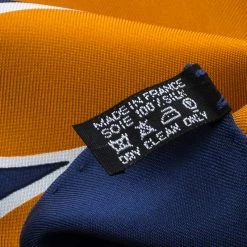 MADE IN FRANCE
SOIE 100% SILK
DRY CLEAN ONLY